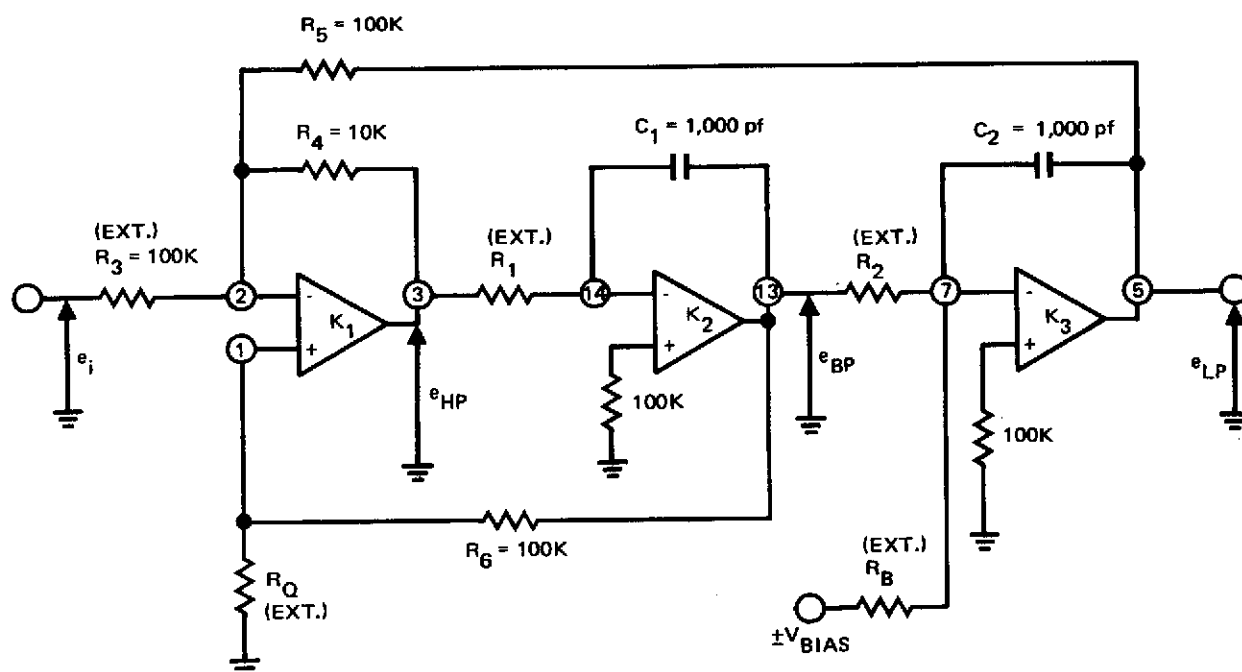 R5 = 100K
R4 = 10K
C1 = 1,000 pf
C2 = 1,000 pf
(EXT.)
R3 = 100K
(EXT.)
R1
(EXT.)
R2
2
3
14
13
7
5
-
K1
+
-
K2
+
-
K3
+
1
ei
eHP
100K
eBP
100K
eLP
R6 = 100K
RQ
(EXT.)
(EXT.)
RB
±VBIAS